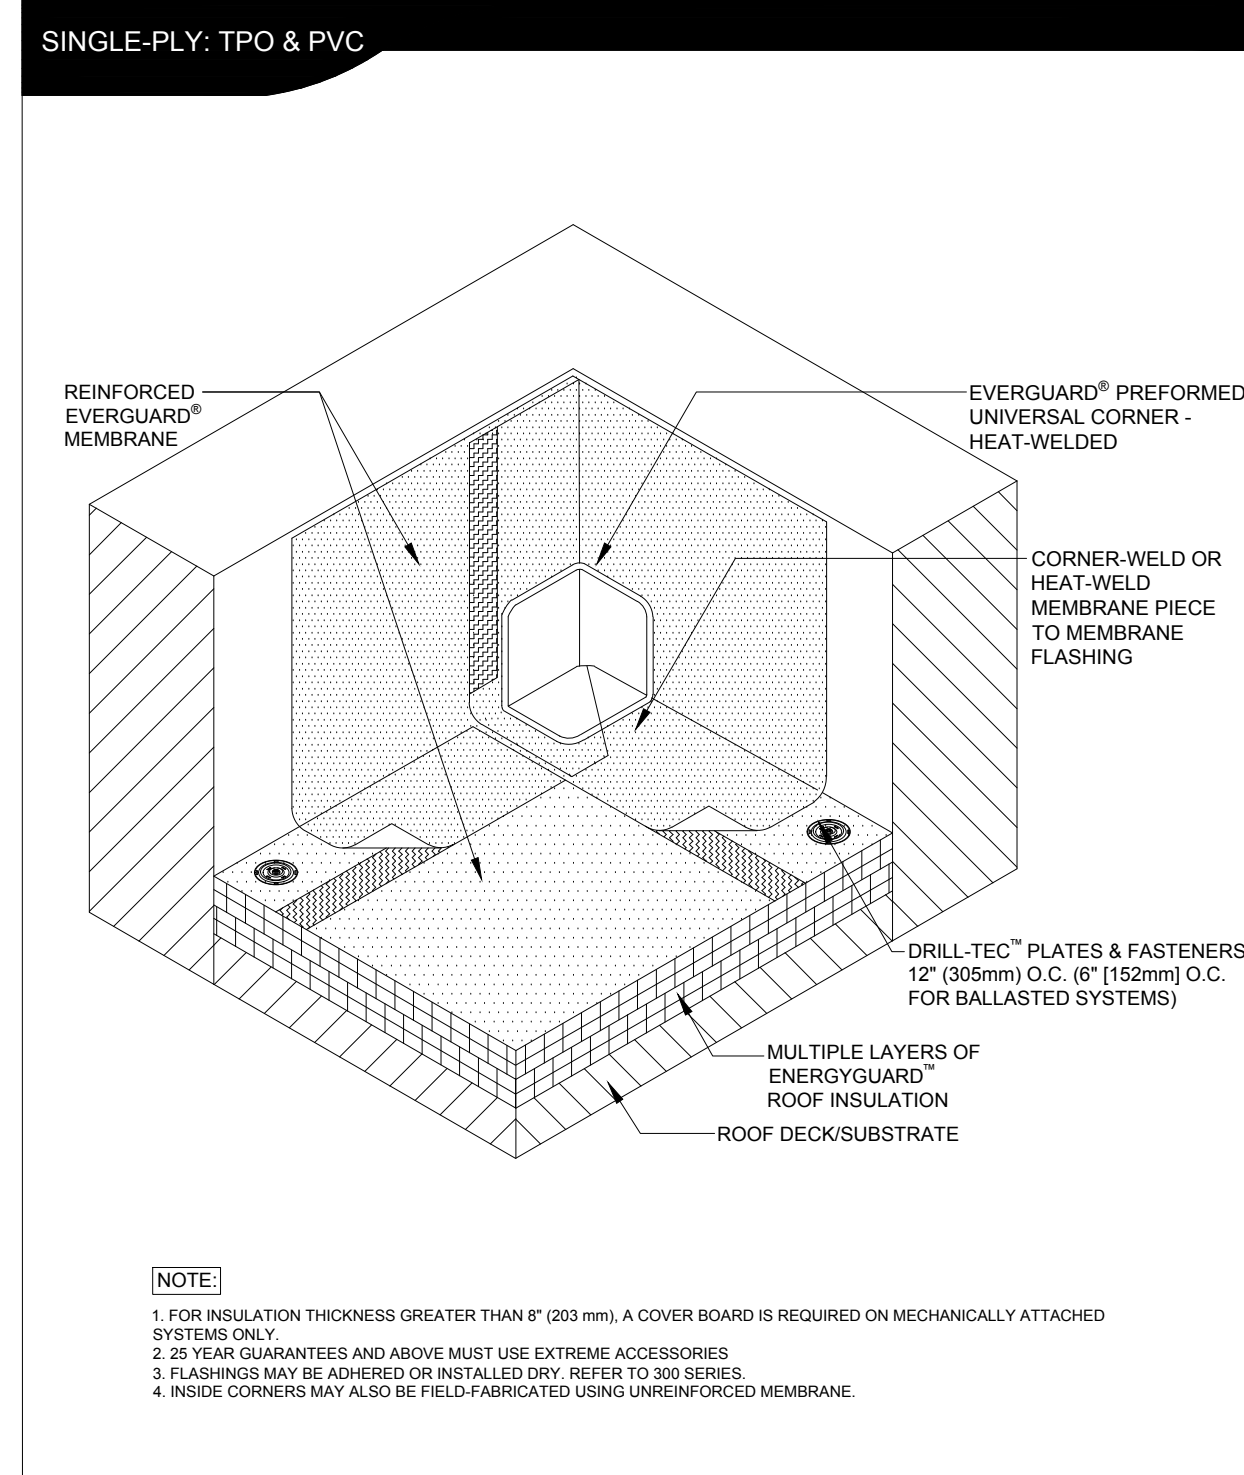 SINGLE-PLY: TPO & PVC
REINFORCED
EVERGUARD®
MEMBRANE
EVERGUARD® PREFORMED
UNIVERSAL CORNER -
HEAT-WELDED
CORNER-WELD OR
HEAT-WELD
MEMBRANE PIECE
TO MEMBRANE
FLASHING
DRILL-TEC™ PLATES & FASTENERS
12" (305mm) O.C. (6" [152mm] O.C.
FOR BALLASTED SYSTEMS)
MULTIPLE LAYERS OF
ENERGYGUARD™
ROOF INSULATION
ROOF DECK/SUBSTRATE
NOTE:
1. FOR INSULATION THICKNESS GREATER THAN 8" (203 mm), A COVER BOARD IS REQUIRED ON MECHANICALLY ATTACHED
SYSTEMS ONLY.
2. 25 YEAR GUARANTEES AND ABOVE MUST USE EXTREME ACCESSORIES
3. FLASHINGS MAY BE ADHERED OR INSTALLED DRY. REFER TO 300 SERIES.
4. INSIDE CORNERS MAY ALSO BE FIELD-FABRICATED USING UNREINFORCED MEMBRANE.